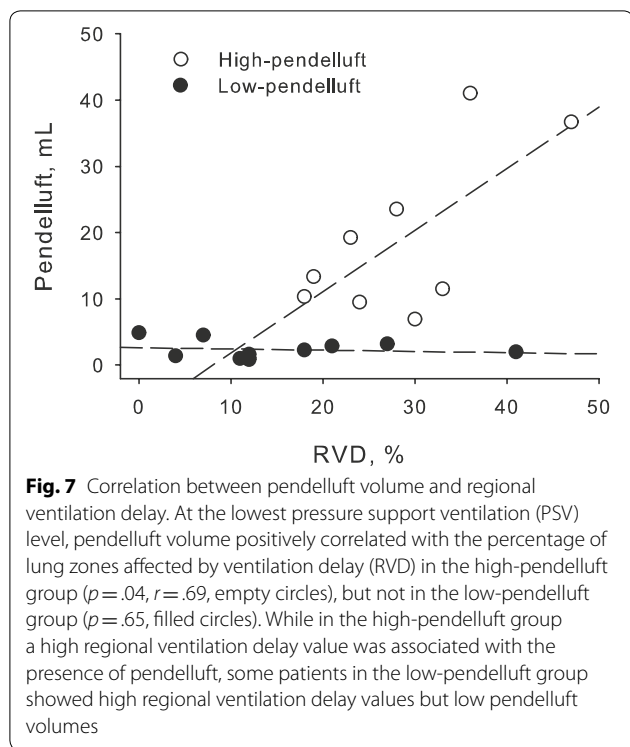 High-pendelluft
Low-pendelluft
50
40
30
20
10
0
Pendelluft, mL
0 10 20 30 40 50
RVD, %
Fig. 7 Correlation between pendelluft volume and regional
ventilation delay. At the lowest pressure support ventilation (PSV)
level, pendelluft volume positively correlated with the percentage of
lung zones affected by ventilation delay (RVD) in the high-pendelluft
group (p = .04, r = .69, empty circles), but not in the low-pendelluft
group (p = .65, filled circles). While in the high-pendelluft group
a high regional ventilation delay value was associated with the
presence of pendelluft, some patients in the low-pendelluft group
showed high regional ventilation delay values but low pendelluft
volumes